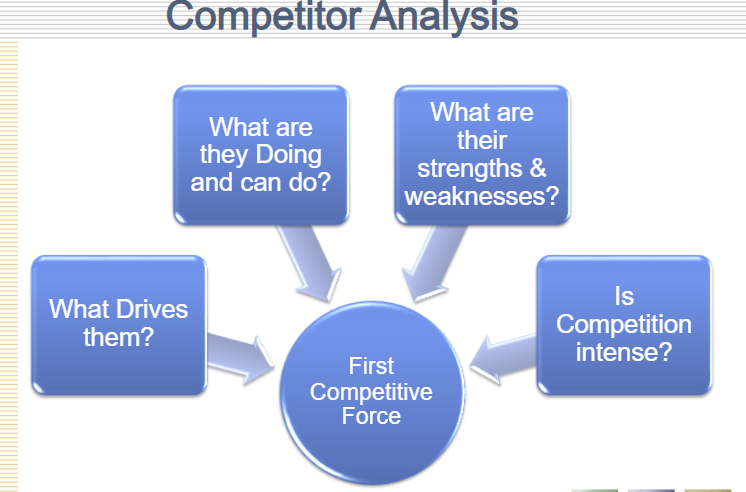 Competitor Analysis
What are
they Doing
and can do?
What are
their
strengths &
weaknesses?
What Drives
them?
Is
Competition
intense?
First
Competitive
Force